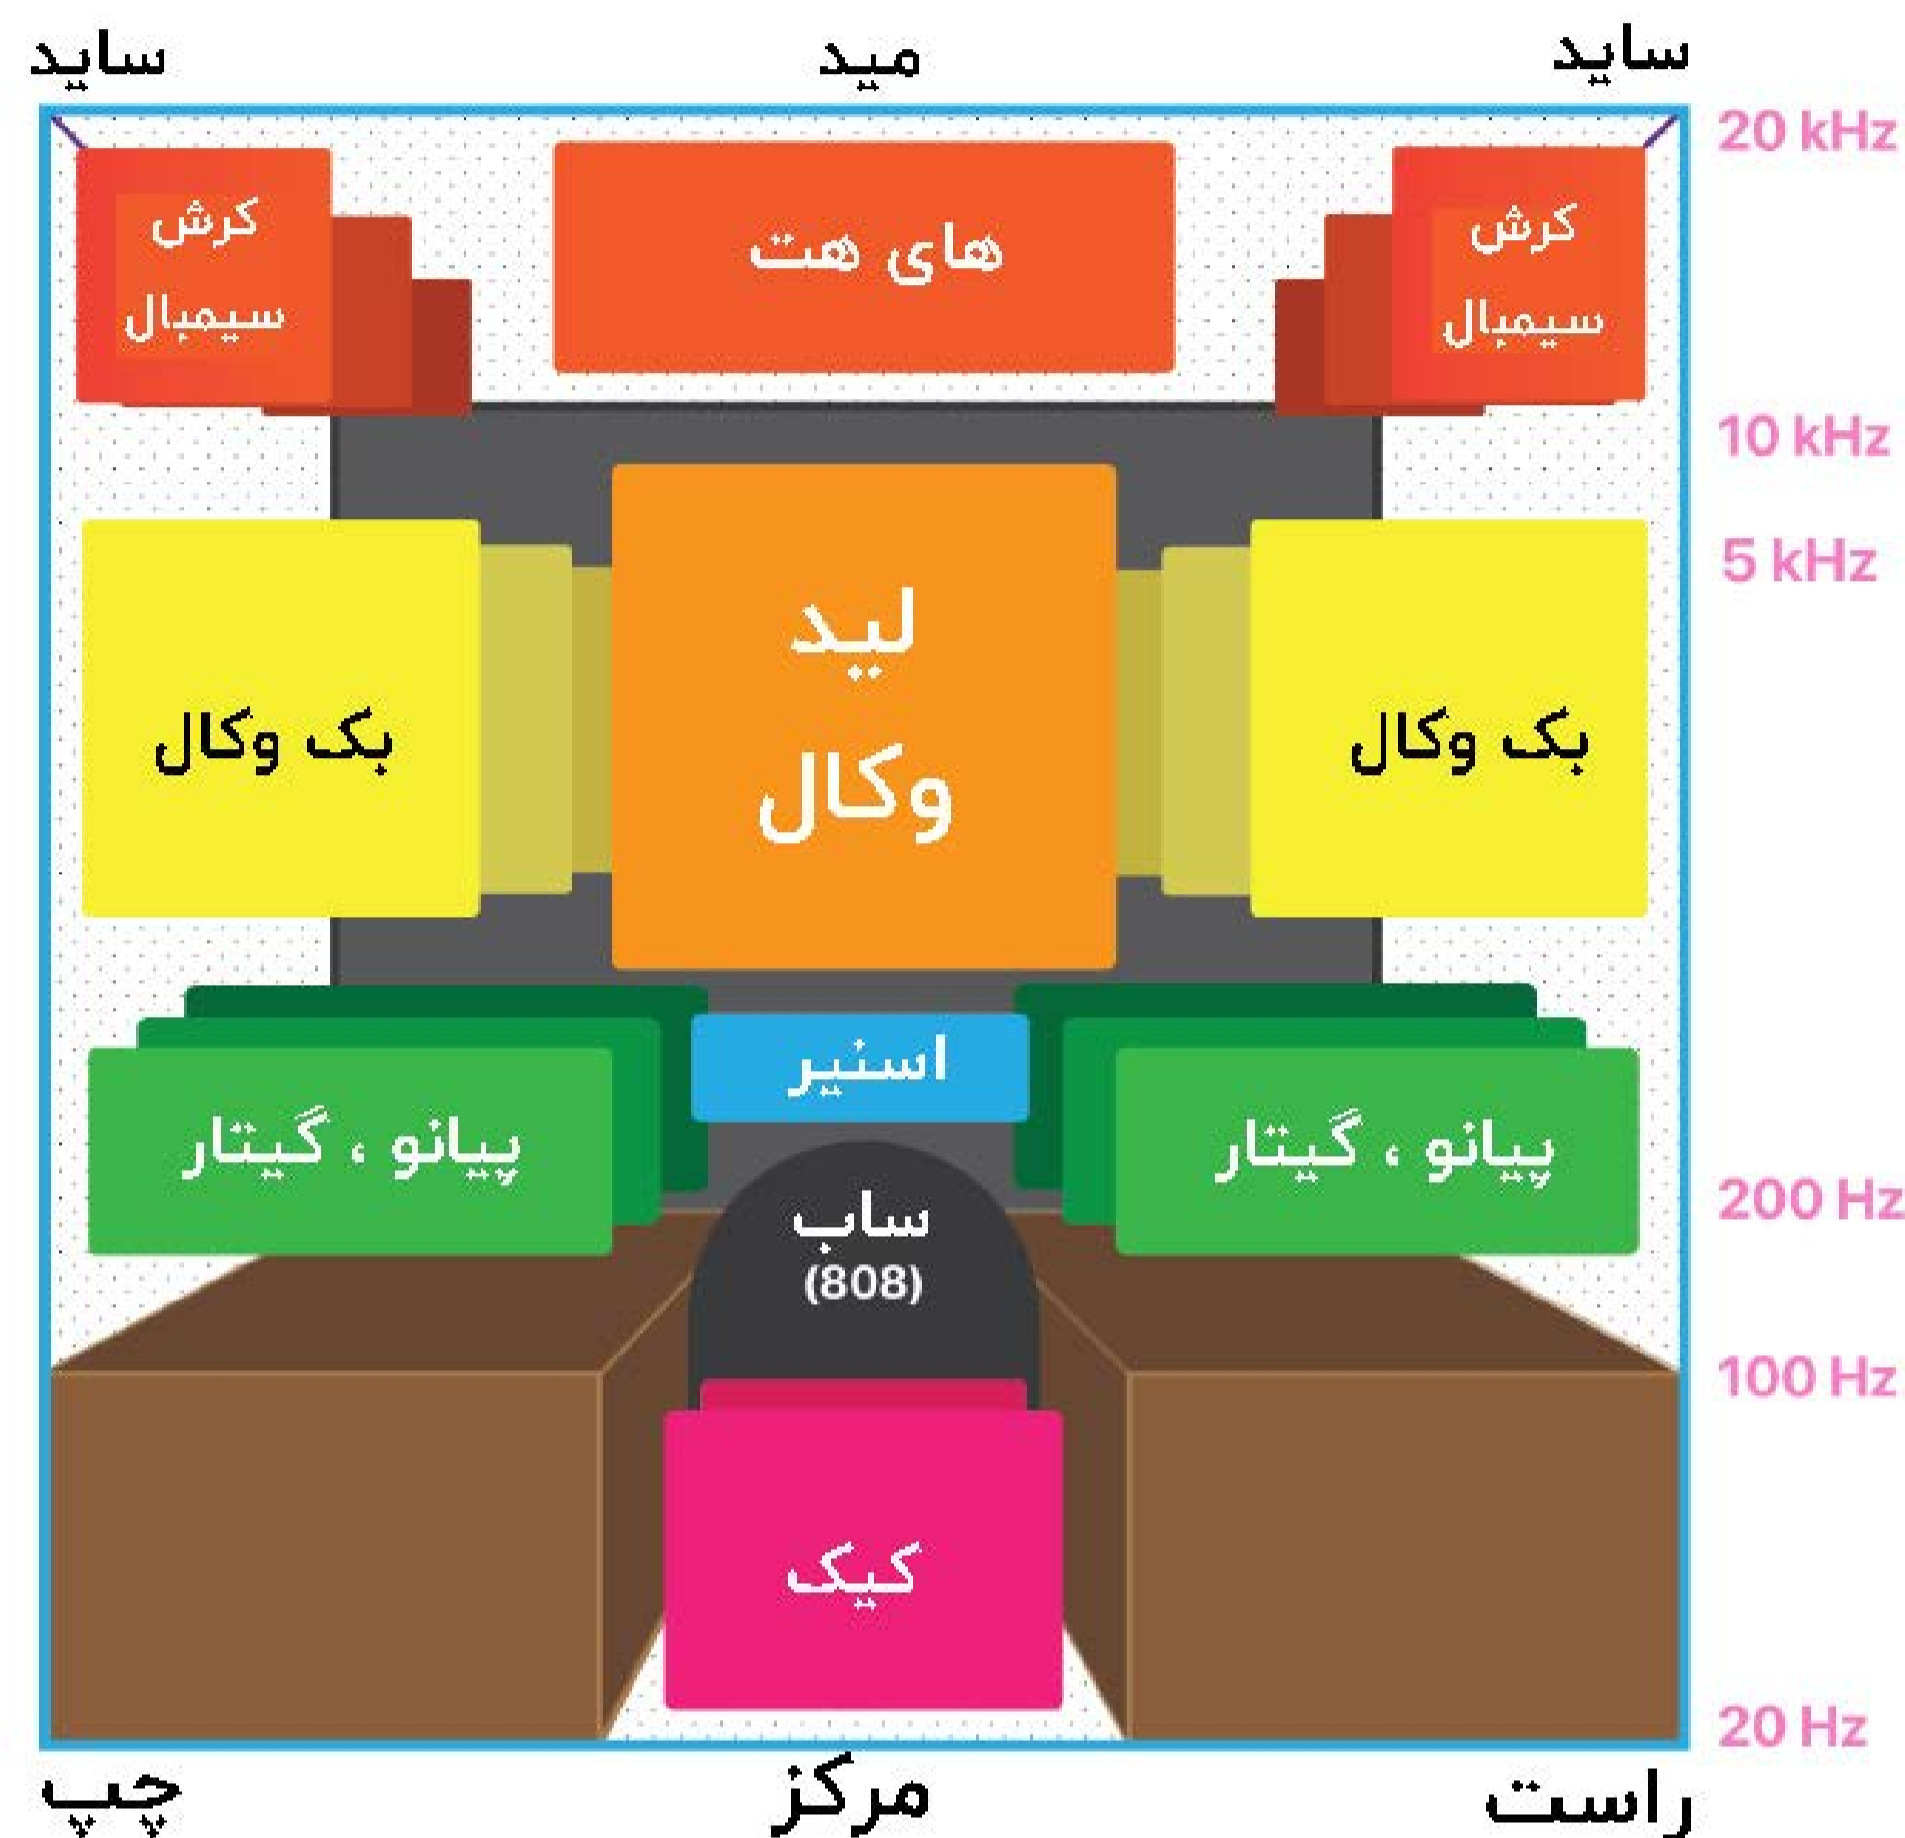 ساید
مید
ساید
20 kHz
کرش
سیمبال
های هت
کرش
سیمبال
10 kHz
5 kHz
لید
وکال
بک وکال
بک وکال
اسنیر
پیانو ، گیتار
پیانو ، گیتار
200 Hz
ساب
(808)
100 Hz
کیک
20 Hz
چپ
مرکز
راست